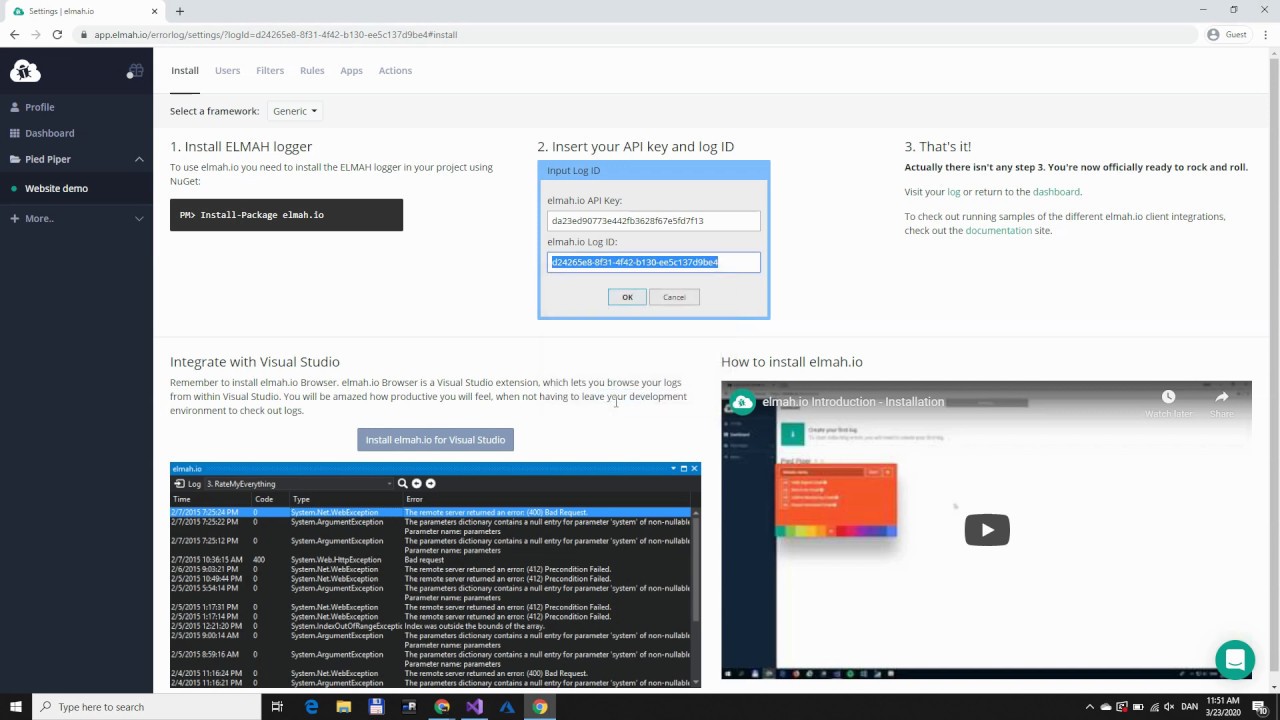 Settings | elmah.io
app.elmah.io/errorlog/settings/?logId=d24265e8-8f31-4f42-b130-ee5c137d9be4#install
Guest
Install Users Filters Rules Apps Actions
Profile
Dashboard
Pied Piper
Website demo
More..
Select a framework: Generic
1. Install ELMAH logger
To use elmah.io you need to install the ELMAH logger in your project using
NuGet:
PM> Install-Package elmah.io
2. Insert your API key and log ID
Input Log ID
elmah.io API Key:
da23ed90773e442fb3628f67e5fd7f13
elmah.io Log ID:
d24265e8-8f31-4f42-b130-ee5c137d9be4
OK Cancel
3. That's it!
Actually there isn't any step 3. You're now officially ready to rock and roll.
Visit your log or return to the dashboard.
To check out running samples of the different elmah.io client integrations,
check out the documentation site.
Integrate with Visual Studio
Remember to install elmah.io Browser. elmah.io Browser is a Visual Studio extension, which lets you browse your logs
from within Visual Studio. You will be amazed how productive you will feel, when not having to leave your development
environment to check out logs.
Install elmah.io for Visual Studio
elmah.io
Log 3. RateMyEverything
Time Code Type Error
2/7/2015 7:25:24 PM 0 System.Net.WebException The remote server returned an error: (400) Bad Request.
2/7/2015 7:25:22 PM 0 System.ArgumentException The parameters dictionary contains a null entry for parameter 'system' of non-nullabl
Parameter name: parameters
2/7/2015 7:25:12 PM 0 System.ArgumentException The parameters dictionary contains a null entry for parameter 'system' of non-nullabl
Parameter name: parameters
2/7/2015 10:36:15 AM 400 System.Web.HttpException Bad request
2/6/2015 9:03:21 PM 0 System.Net.WebException The remote server returned an error: (412) Precondition Failed.
2/5/2015 10:49:44 PM 0 System.Net.WebException The remote server returned an error: (412) Precondition Failed.
2/5/2015 5:54:14 PM 0 System.ArgumentException The parameters dictionary contains a null entry for parameter 'system' of non-nullabl
Parameter name: parameters
2/5/2015 1:17:31 PM 0 System.Net.WebException The remote server returned an error: (412) Precondition Failed.
2/5/2015 1:17:14 PM 0 System.Net.WebException The remote server returned an error: (412) Precondition Failed.
2/5/2015 12:21:20 PM 0 System.IndexOutOfRangeExceptic Index was outside the bounds of the array.
2/5/2015 9:00:14 AM 0 System.ArgumentException The parameters dictionary contains a null entry for parameter 'system' of non-nullabl
Parameter name: parameters
2/5/2015 8:59:16 AM 0 System.ArgumentException The parameters dictionary contains a null entry for parameter 'system' of non-nullabl
Parameter name: parameters
2/4/2015 11:16:24 PM 0 System.Net.WebException The remote server returned an error: (400) Bad Request.
2/4/2015 11:16:21 PM 0 System.ArgumentException The parameters dictionary contains a null entry for parameter 'system' of non-nullabl
How to install elmah.io
elmah.io Introduction - Installation
Watch later Share
Create your first log
Pied Piper
Type here to search
DAN
11:51 AM
3/23/2020
10